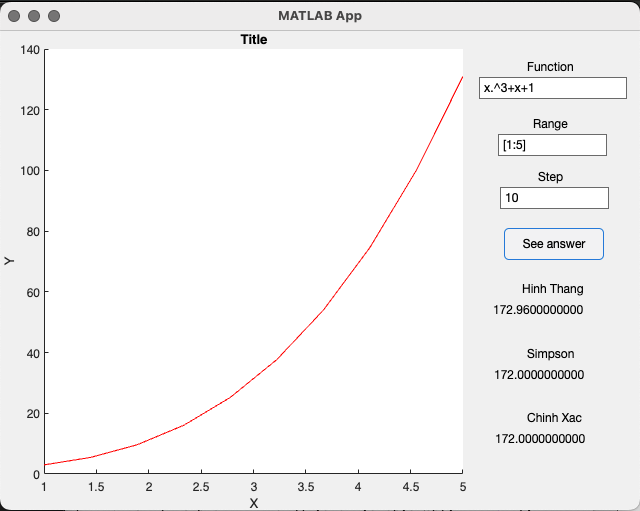 MATLAB App
Title
140
120
100
80
60
40
20
0
Y
1
1.5
2
2.5
3
3.5
4
4.5
5
X
Function
x.^3+x+1
Range
[1:5]
Step
10
See answer
Hinh Thang
172.9600000000
Simpson
172.0000000000
Chinh Xac
172.0000000000